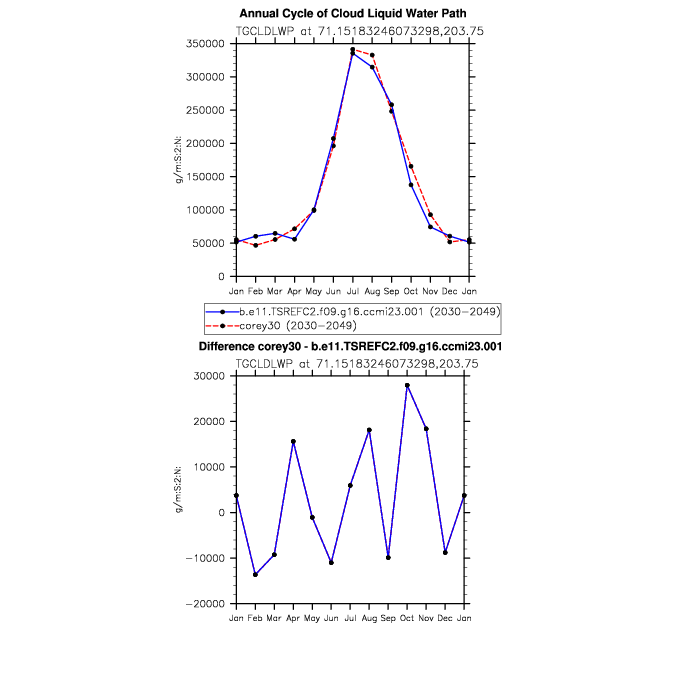 Annual Cycle of Cloud Liquid Water Path
TGCLDLWP at 71.15183246073298,203.75
350000
300000
250000
200000
150000
100000
50000
0
g/m:S:2:N:
Jan Feb Mar Apr May Jun Jul Aug Sep Oct Nov Dec Jan
b.e11.TSREFC2.f09.g16.ccmi23.001 (2030-2049)
corey30 (2030-2049)
Difference corey30 - b.e11.TSREFC2.f09.g16.ccmi23.001
TGCLDLWP at 71.15183246073298,203.75
30000
20000
10000
0
-10000
-20000
g/m:S:2:N:
Jan Feb Mar Apr May Jun Jul Aug Sep Oct Nov Dec Jan